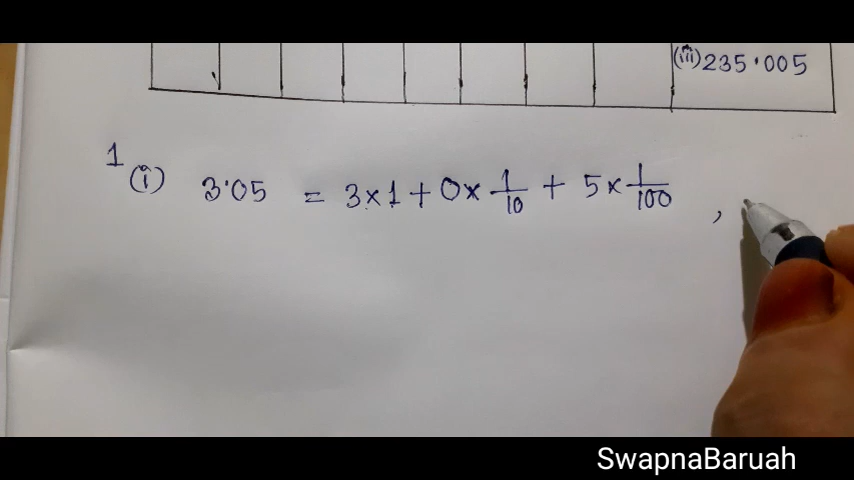 (iii) 235.005
1
(i) 3.05 = 3×1+0× 1/10 + 5× 1/100 ,
SwapnaBaruah